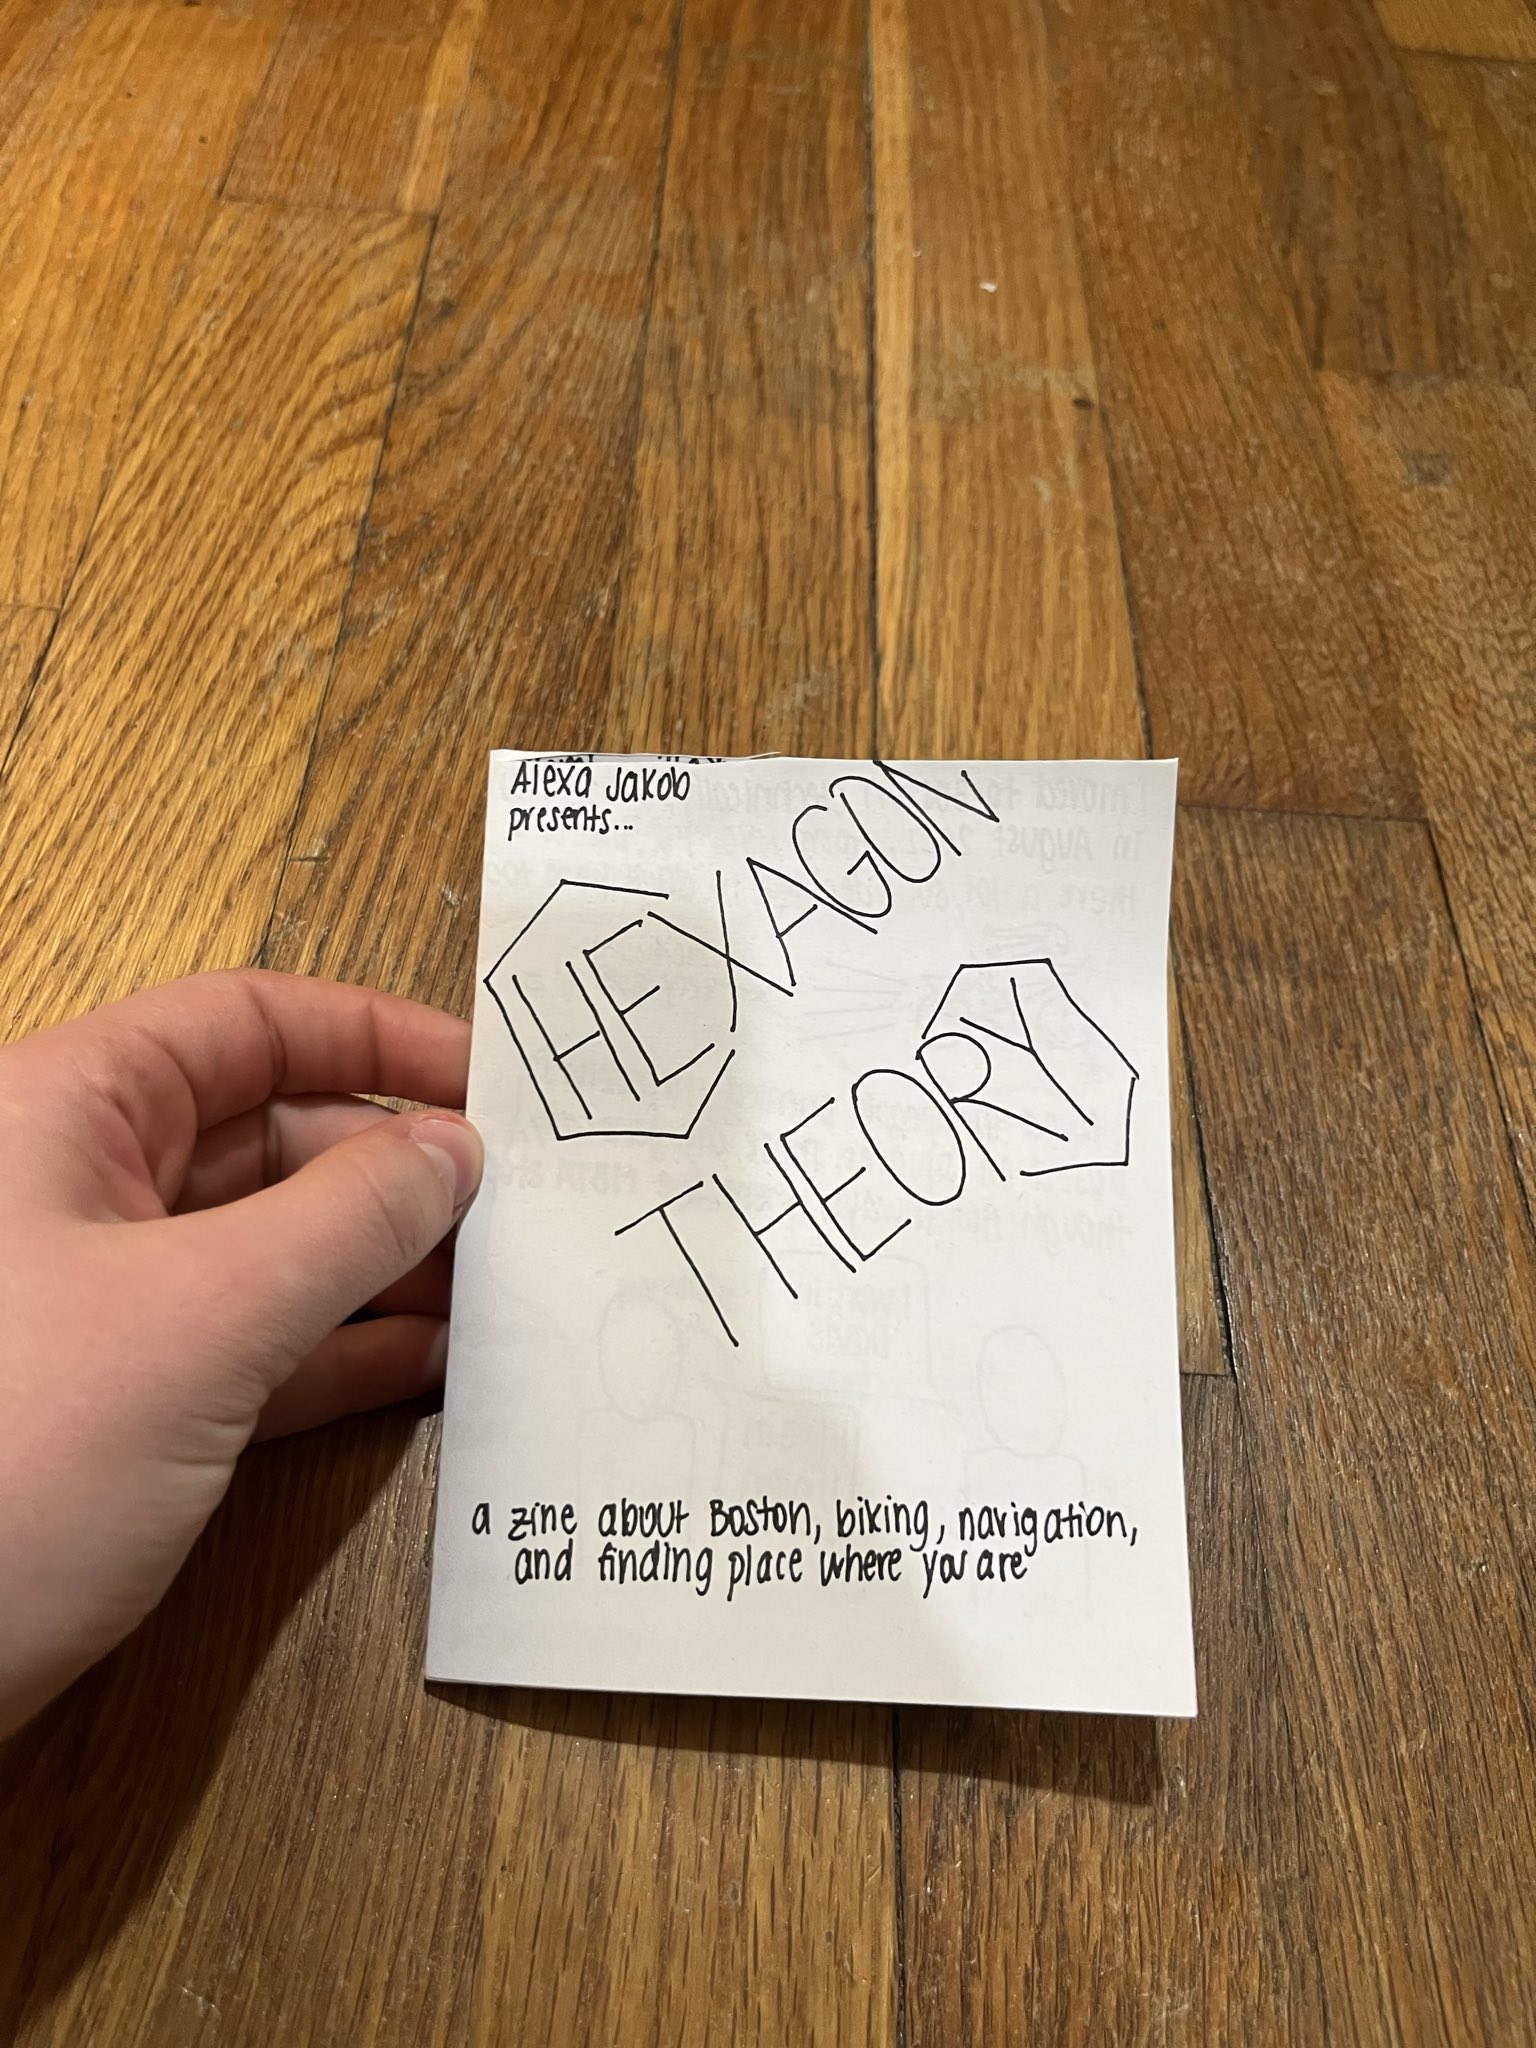 Alexa Jakob
presents...
HEXAGON
THEORY
a zine about Boston, biking, navigation,
and finding place where you are